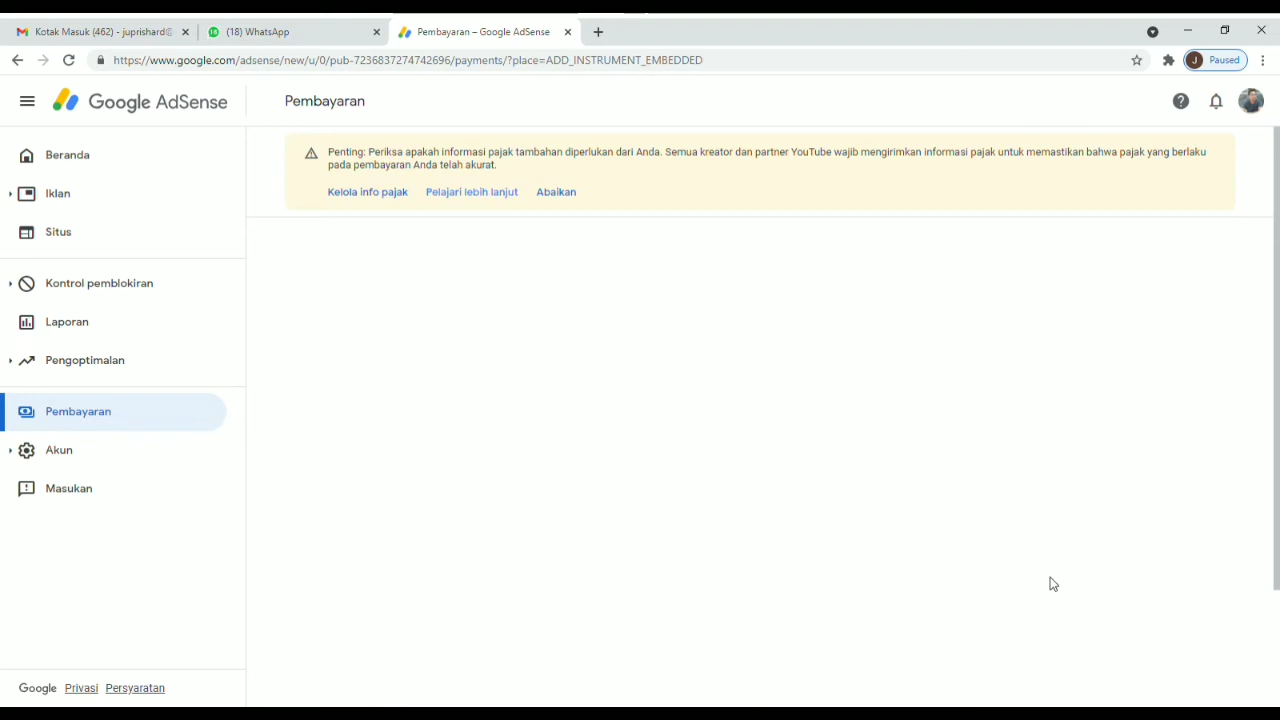 Kotak Masuk (462) - juprishard@
(18) WhatsApp
Pembayaran – Google AdSense
https://www.google.com/adsense/new/u/0/pub-7236837274742696/payments/?place=ADD_INSTRUMENT_EMBEDDED
J Paused
Google AdSense
Pembayaran
Penting: Periksa apakah informasi pajak tambahan diperlukan dari Anda. Semua kreator dan partner YouTube wajib mengirimkan informasi pajak untuk memastikan bahwa pajak yang berlaku
pada pembayaran Anda telah akurat.
Kelola info pajak Pelajari lebih lanjut Abaikan
Beranda
Iklan
Situs
Kontrol pemblokiran
Laporan
Pengoptimalan
Pembayaran
Akun
Masukan
Google Privasi Persyaratan